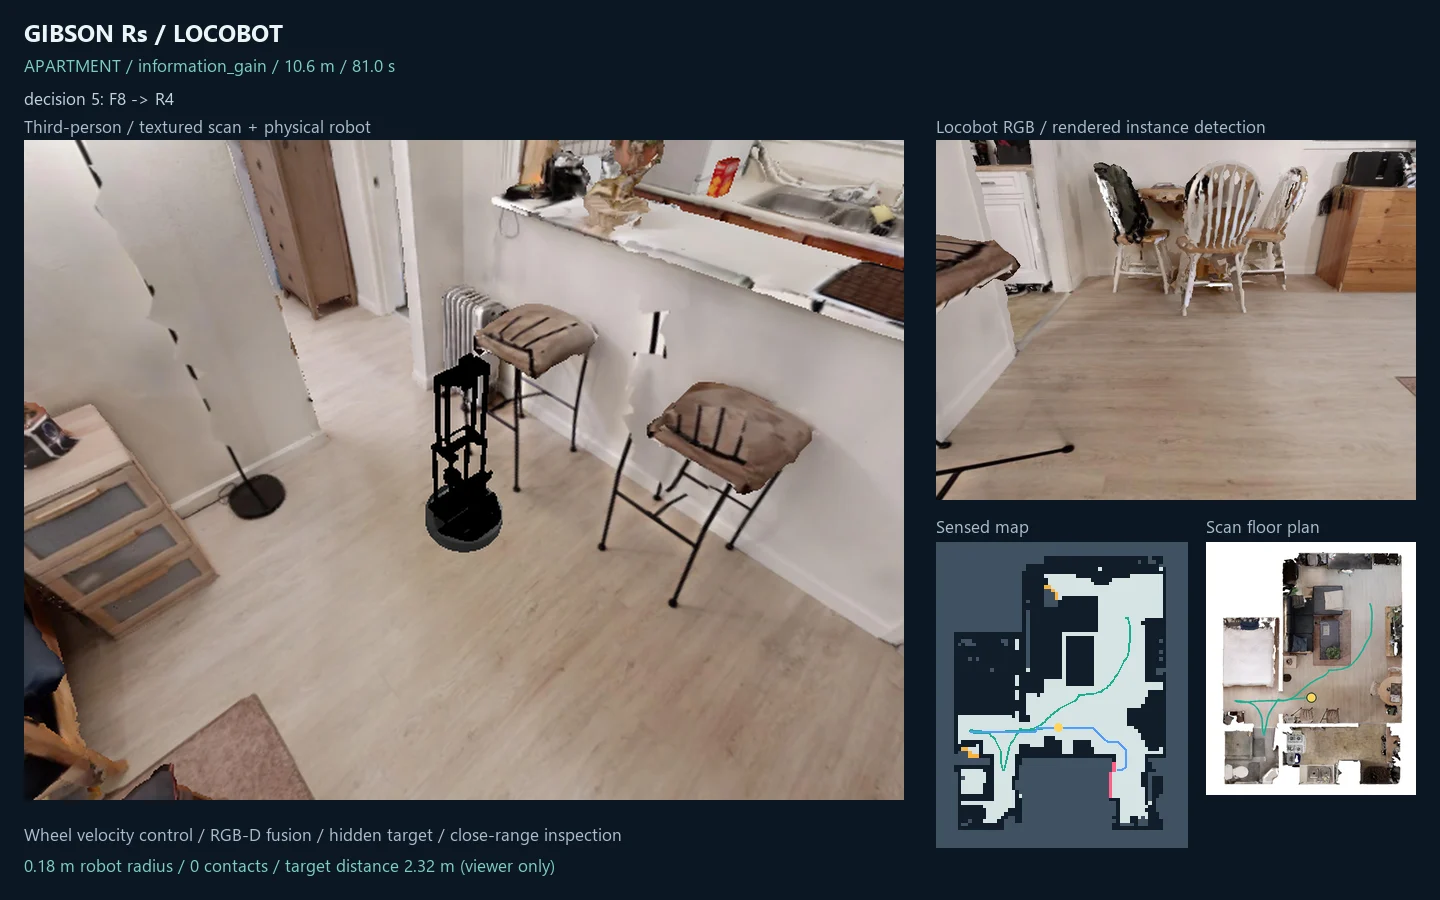 GIBSON Rs / LOCOBOT
APARTMENT / information_gain / 10.6 m / 81.0 s
decision 5: F8 -> R4
Third-person / textured scan + physical robot
Locobot RGB / rendered instance detection
Sensed map
Scan floor plan
Wheel velocity control / RGB-D fusion / hidden target / close-range inspection
0.18 m robot radius / 0 contacts / target distance 2.32 m (viewer only)